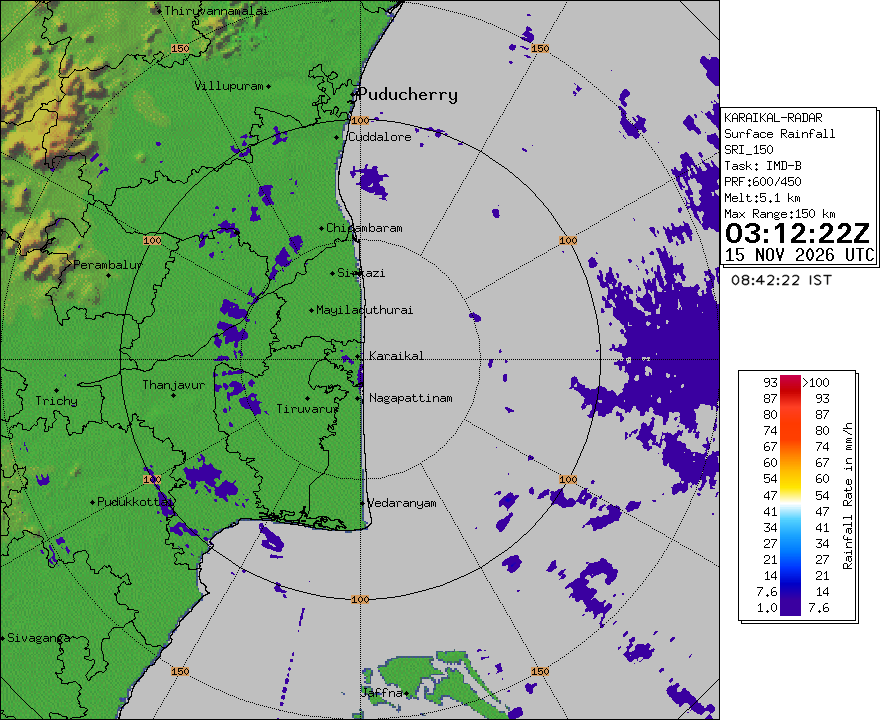 Thiruvannamalai
150
150
Villupuram
Puducherry
100
Cuddalore
Chidambaram
100
100
Perambalur
Sirkazi
Mayiladuthurai
Karaikal
Thanjavur
Trichy
Tiruvarur
Nagapattinam
100
100
Pudukkottai
Vedaranyam
100
Sivaganga
150
150
Jaffna
KARAIKAL-RADAR
Surface Rainfall
SRI_150
Task: IMD-B
PRF:600/450
Melt:5.1 km
Max Range:150 km
03:12:22Z
15 NOV 2026 UTC
08:42:22 IST
93 >100
87 93
80 87
74 80
67 74
60 67
54 60
47 54
41 47
34 41
27 34
21 27
14 21
7.6 14
1.0 7.6
Rainfall Rate in mm/h